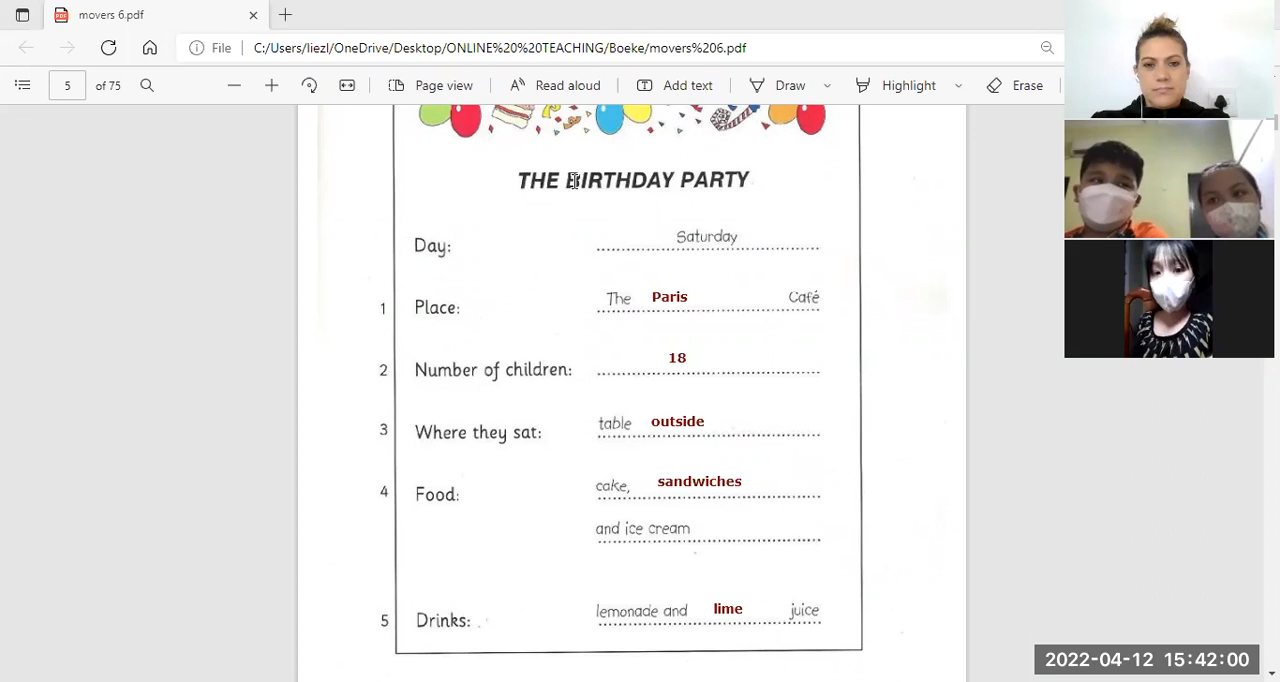 movers 6.pdf
File
C:/Users/liezl/OneDrive/Desktop/ONLINE%20%20TEACHING/Boeke/movers%206.pdf
5 of 75
Page view
Read aloud
Add text
Draw
Highlight
Erase
THE BIRTHDAY PARTY
Day: Saturday
1 Place: The Paris Café
2 Number of children: 18
3 Where they sat: table outside
4 Food: cake, sandwiches
and ice cream
5 Drinks: lemonade and lime juice
2022-04-12 15:42:00